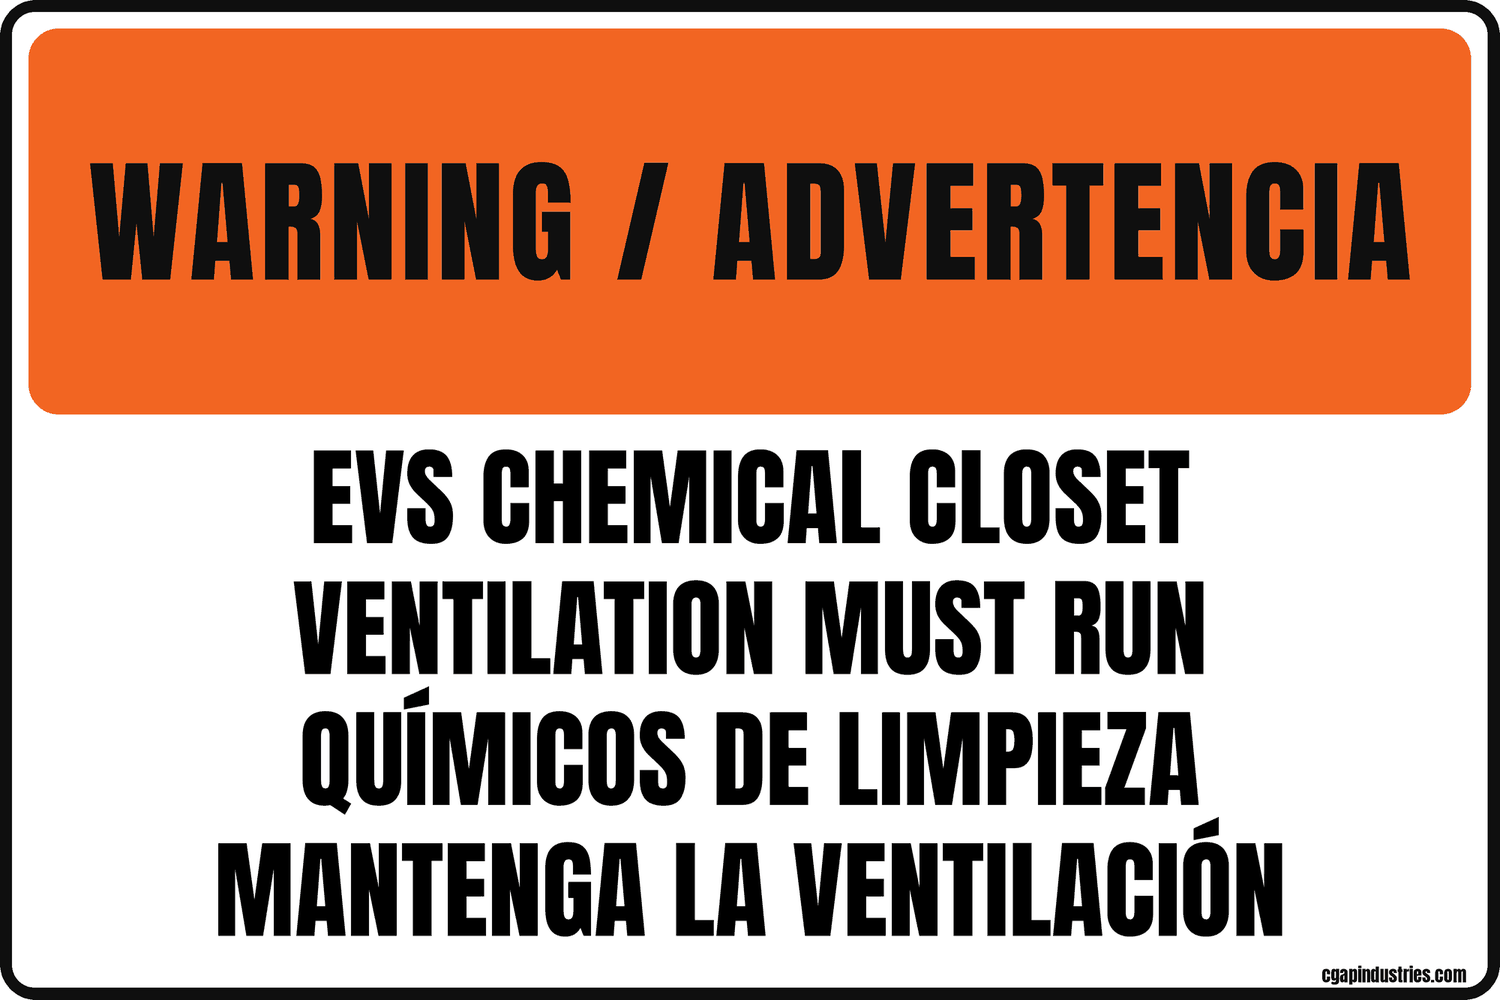 WARNING / ADVERTENCIA
EVS CHEMICAL CLOSET
VENTILATION MUST RUN
QUÍMICOS DE LIMPIEZA
MANTENGA LA VENTILACIÓN
cgapindustries.com